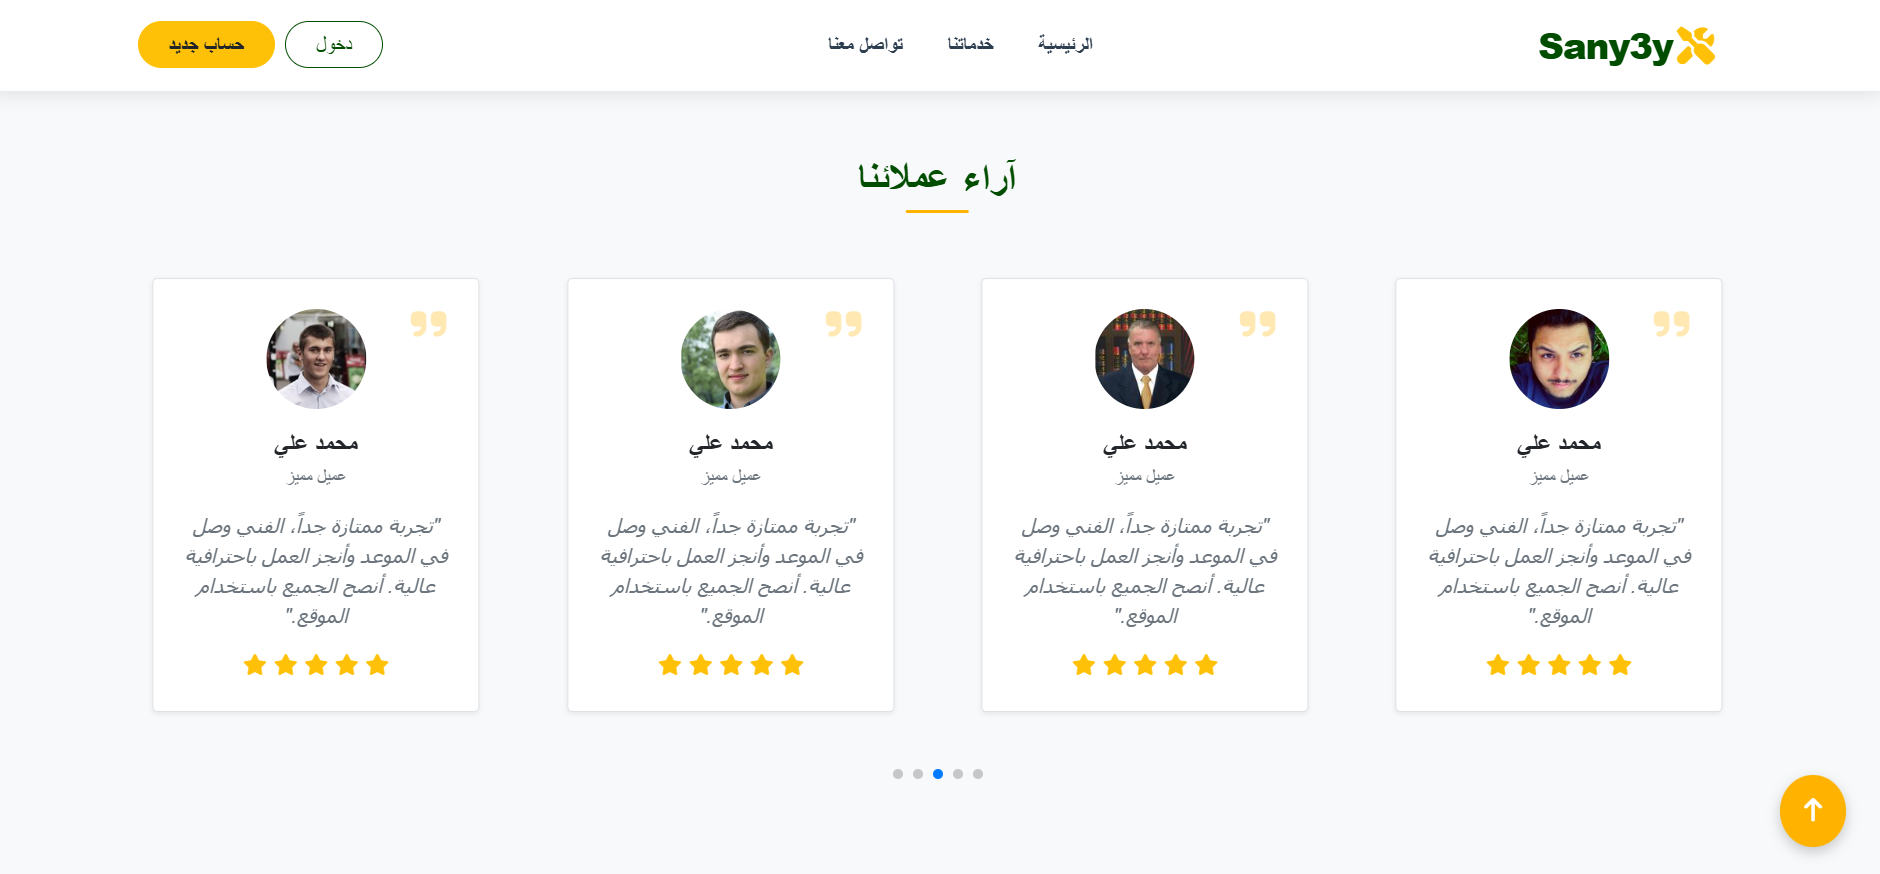 Sany3y
الرئيسية
خدماتنا
تواصل معنا
دخول
حساب جديد
آراء عملائنا
محمد علي
عميل مميز
"تجربة ممتازة جداً، الفني وصل
في الموعد وأنجز العمل باحترافية
عالية. أنصح الجميع باستخدام
الموقع."
محمد علي
عميل مميز
"تجربة ممتازة جداً، الفني وصل
في الموعد وأنجز العمل باحترافية
عالية. أنصح الجميع باستخدام
الموقع."
محمد علي
عميل مميز
"تجربة ممتازة جداً، الفني وصل
في الموعد وأنجز العمل باحترافية
عالية. أنصح الجميع باستخدام
الموقع."
محمد علي
عميل مميز
"تجربة ممتازة جداً، الفني وصل
في الموعد وأنجز العمل باحترافية
عالية. أنصح الجميع باستخدام
الموقع."